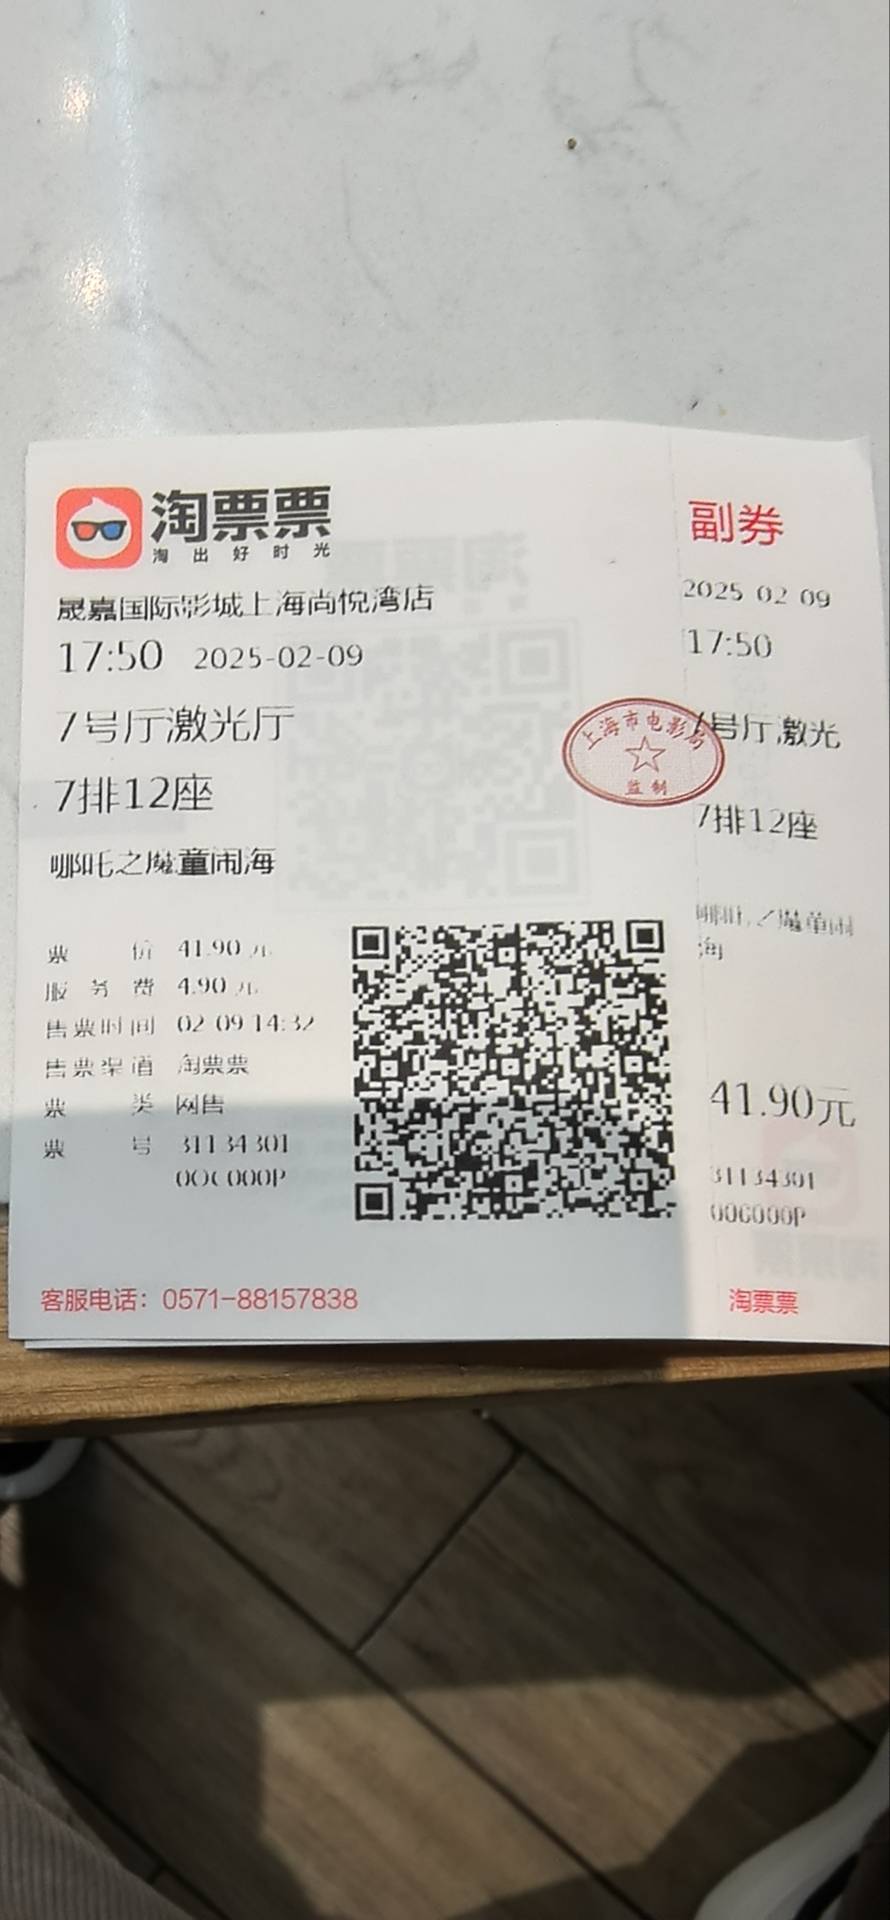 淘票票
淘出好时光
晟嘉国际影城上海尚悦湾店
17:50 2025-02-09
7号厅激光厅
7排12座
哪吒之魔童闹海
票价 41.90 元
服务费 4.90 元
售票时间 02-09 14:32
售票渠道 淘票票
票类 网售
票号 31134301
000000P
客服电话：0571-88157838
上海市电影局
监制
副券
2025 02 09
17:50
7号厅激光
7排12座
哪吒之魔童闹
海
41.90元
31134301
000000P
淘票票